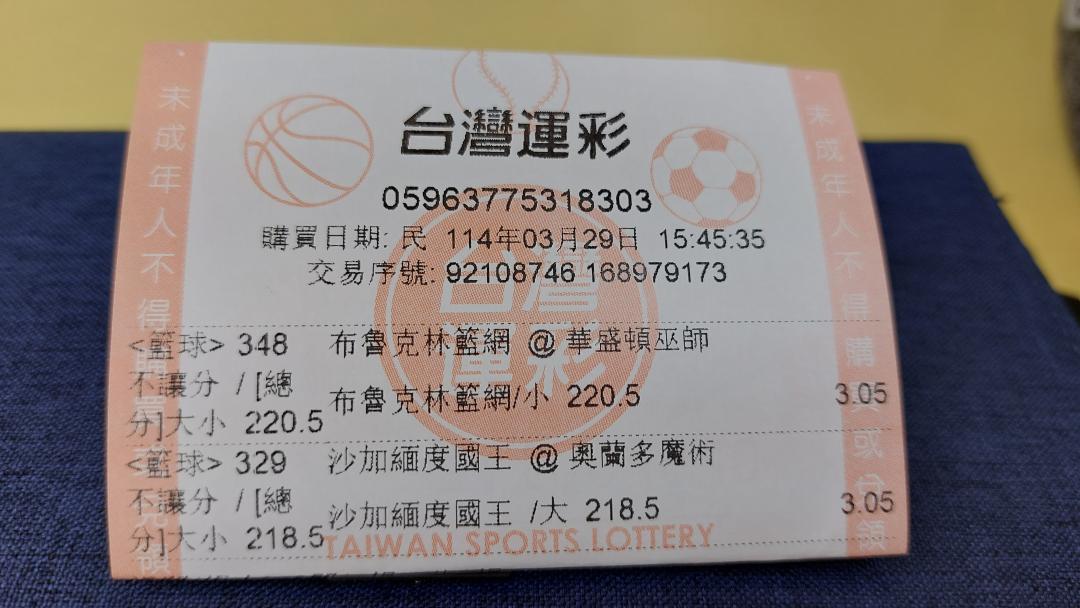 台灣運彩
05963775318303
購買日期: 民 114年03月29日 15:45:35
交易序號: 92108746 168979173
<籃球> 348 布魯克林籃網 @ 華盛頓巫師
不讓分 / [總
分]大小 220.5
布魯克林籃網/小 220.5 3.05
<籃球> 329 沙加緬度國王 @ 奧蘭多魔術
不讓分 / [總
分]大小 218.5
沙加緬度國王 /大 218.5 3.05
TAIWAN SPORTS LOTTERY
未成年人不得購買或兌領
未成年人不得購買或兌領
台灣運彩